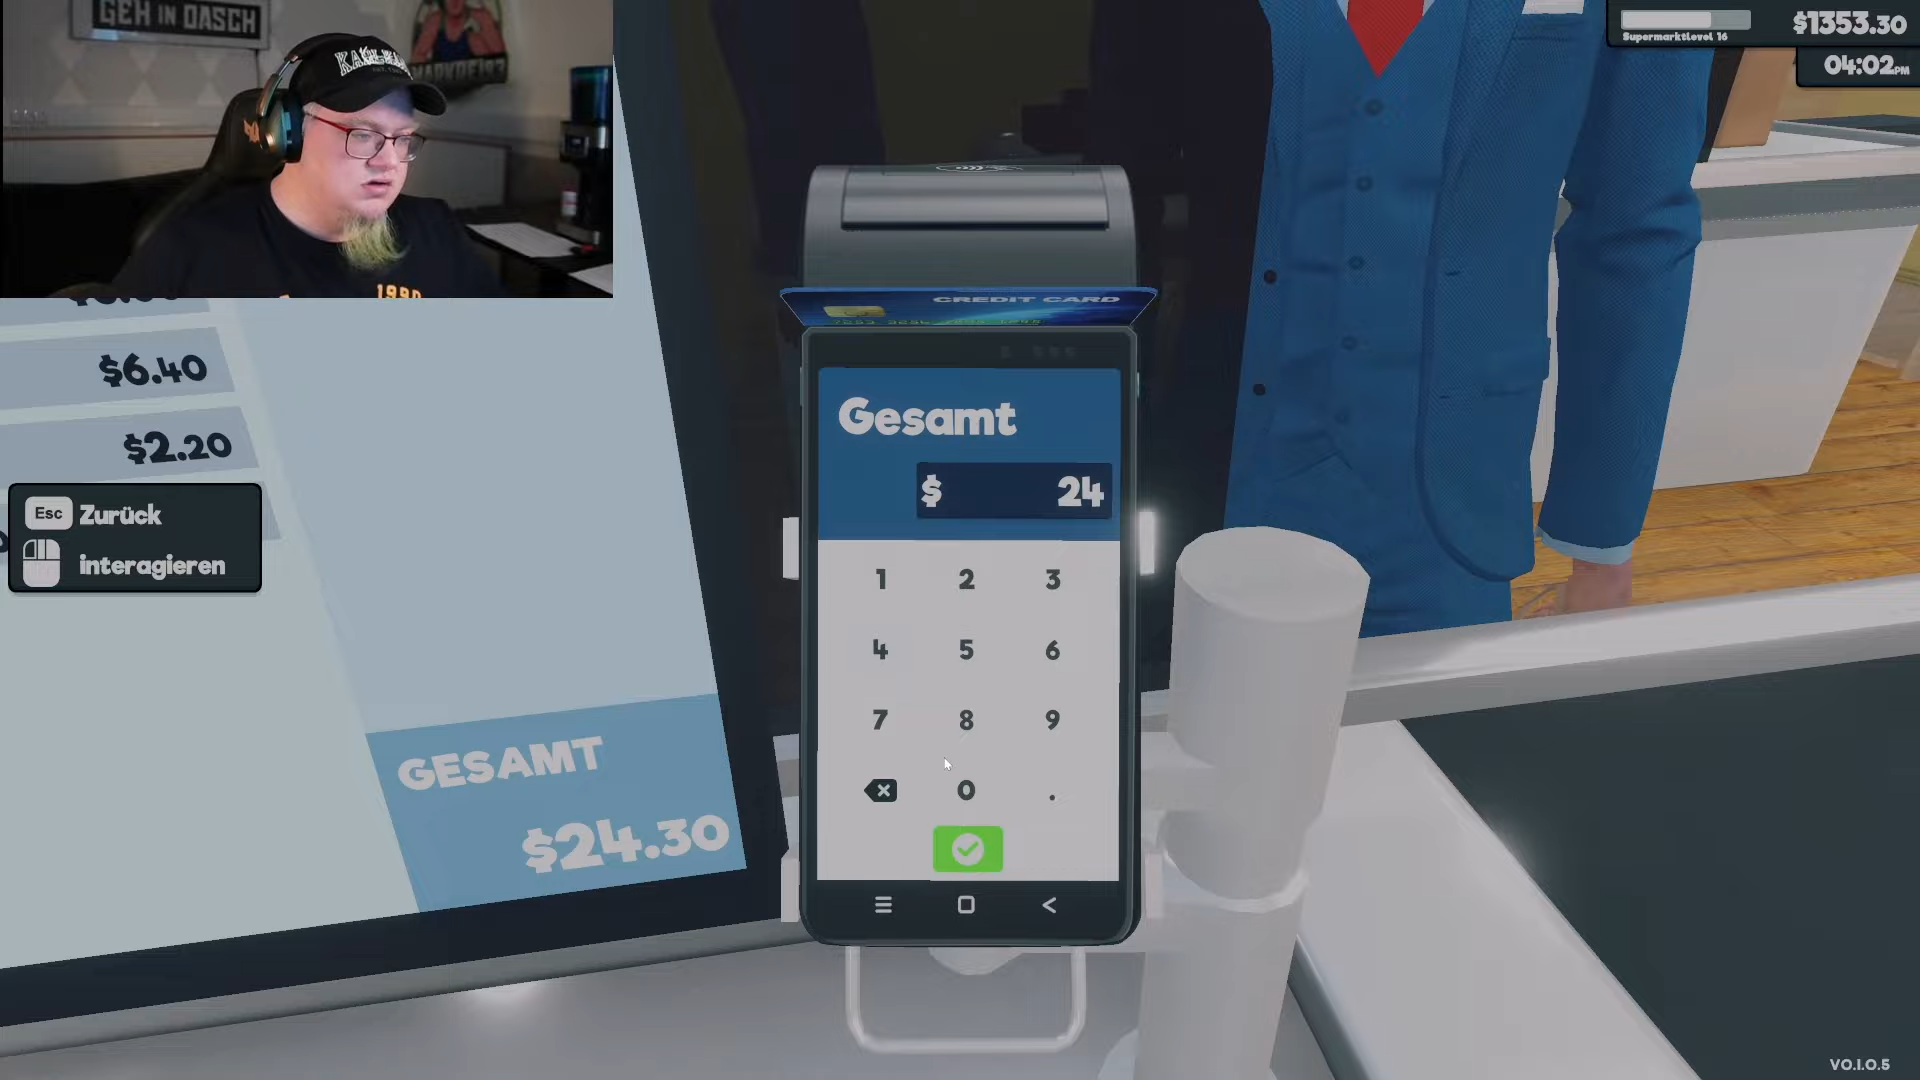 GEH IN DASCH
1990
$1353.30
Supermarktlevel 16
04:02PM
CREDIT CARD
$6.40
$2.20
Esc Zurück
interagieren
Gesamt
$ 24
1 2 3
4 5 6
7 8 9
0 .
GESAMT
$24.30
V0.1.0.5